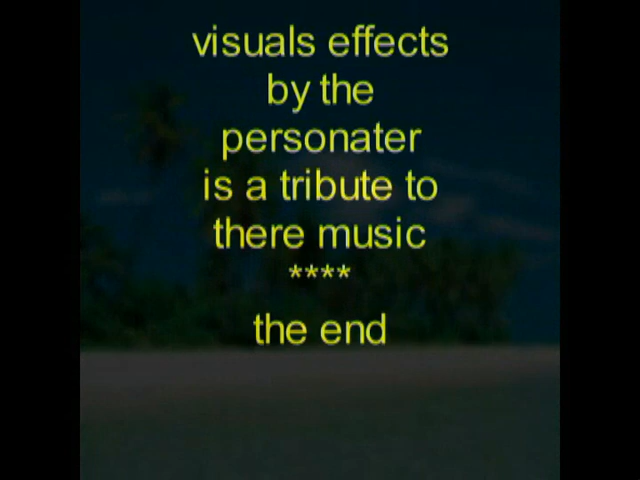 visuals effects
by the
personater
is a tribute to
there music
****
the end